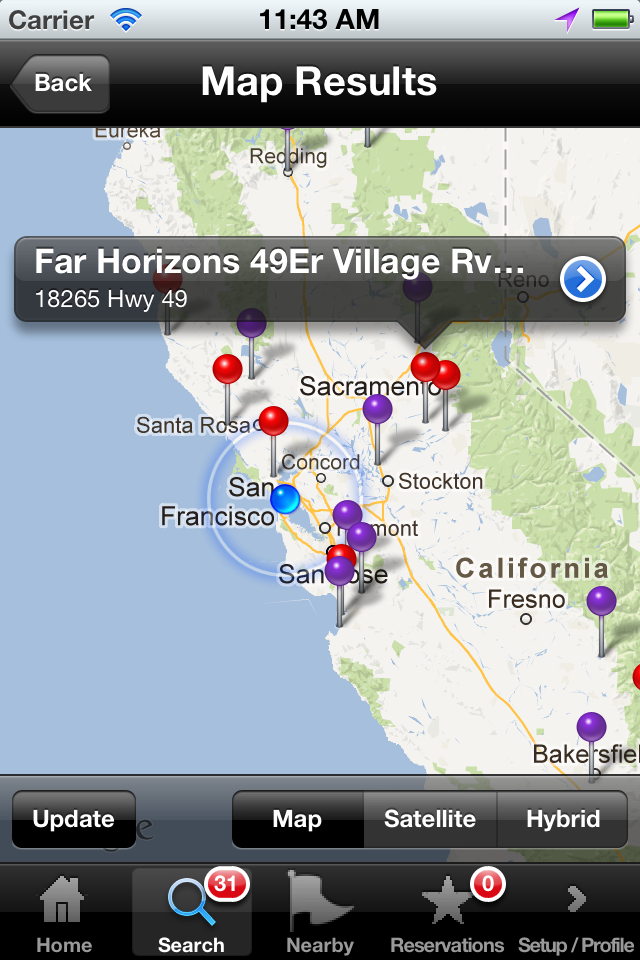 Carrier 11:43 AM
Back Map Results
Eureka
Redding
Far Horizons 49Er Village Rv...
18265 Hwy 49
Reno
Sacramento
Santa Rosa
Concord
San
Francisco
Stockton
San Jose
California
Fresno
Update Map Satellite Hybrid
31 0
Home Search Nearby Reservations Setup / Profile